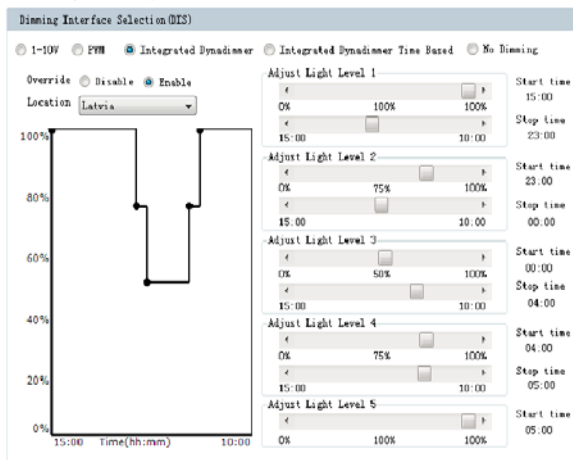 Dimming Interface Selection(DIS)
1-10V PWM Integrated Dynadimmer Integrated Dynadimmer Time Based No Dimming
Override Disable Enable
Location Latvia
100%
80%
60%
40%
20%
0%
15:00 Time(hh:mm) 10:00
Adjust Light Level 1
0% 100% 100%
15:00 10:00
Start time
15:00
Stop time
23:00
Adjust Light Level 2
0% 75% 100%
15:00 10:00
Start time
23:00
Stop time
00:00
Adjust Light Level 3
0% 50% 100%
15:00 10:00
Start time
00:00
Stop time
04:00
Adjust Light Level 4
0% 75% 100%
15:00 10:00
Start time
04:00
Stop time
05:00
Adjust Light Level 5
0% 100% 100%
Start time
05:00